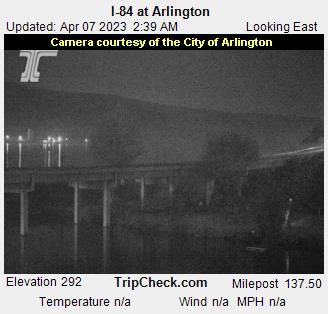 I-84 at Arlington
Updated: Apr 07 2023 2:39 AM Looking East
Camera courtesy of the City of Arlington
Elevation 292 TripCheck.com Milepost 137.50
Temperature n/a Wind n/a MPH n/a